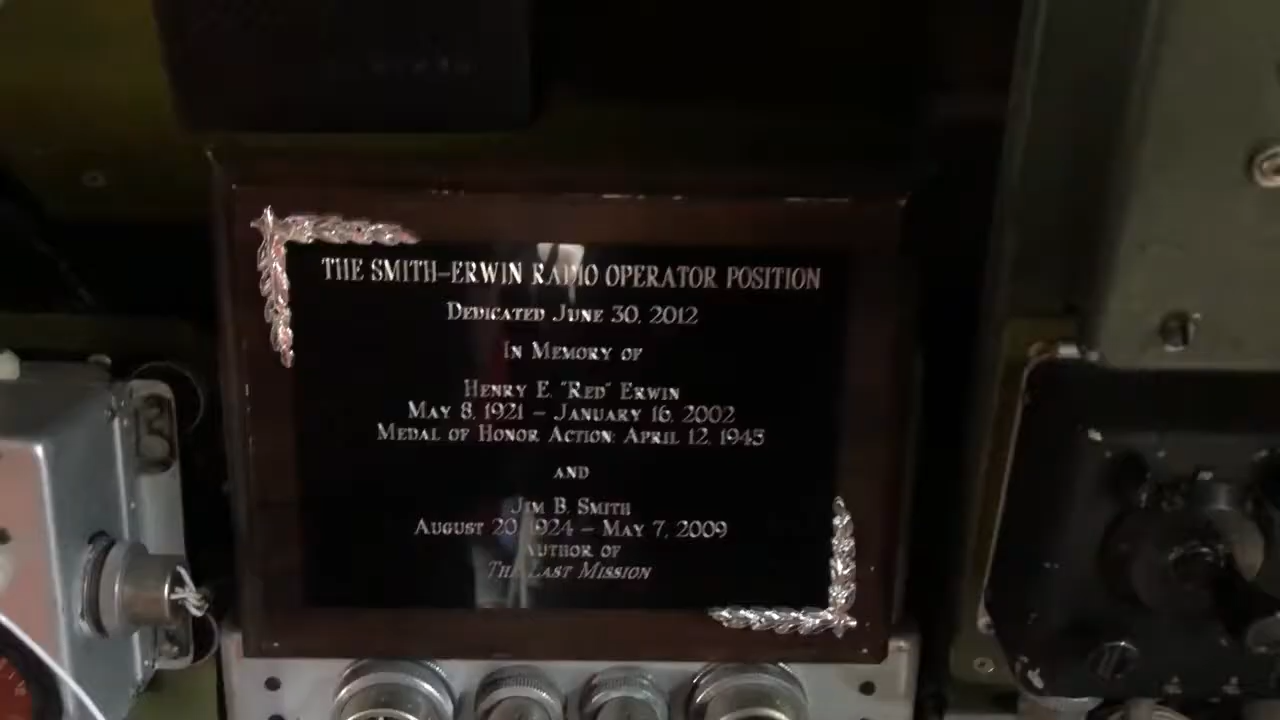 THE SMITH-ERWIN RADIO OPERATOR POSITION
DEDICATED JUNE 30, 2012
IN MEMORY OF
HENRY E. "RED" ERWIN
MAY 8, 1921 - JANUARY 16, 2002
MEDAL OF HONOR ACTION: APRIL 12, 1945
AND
JIM B. SMITH
AUGUST 20, 1924 - MAY 7, 2009
AUTHOR OF
THE LAST MISSION